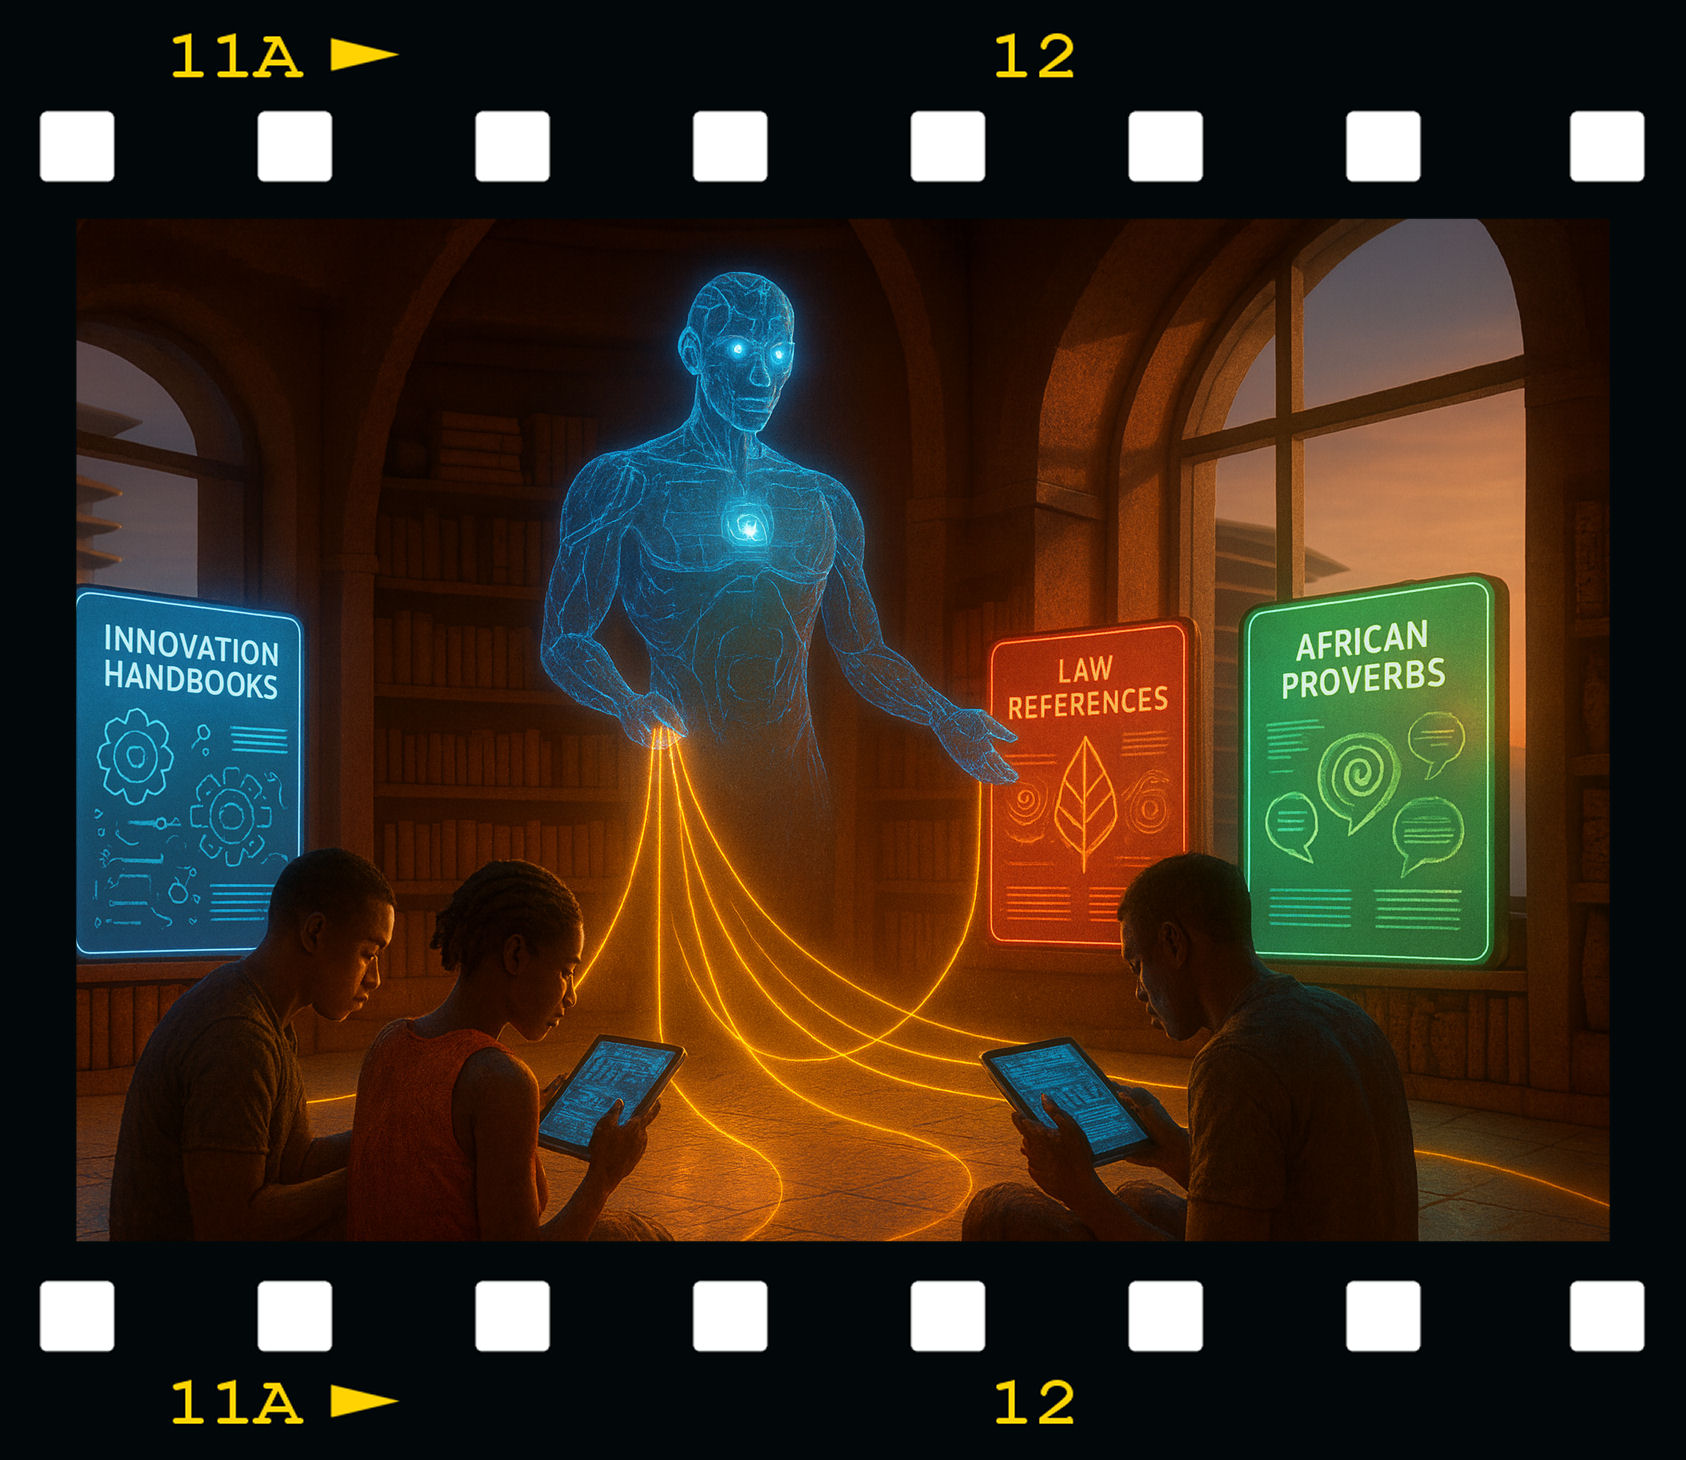 11A
12
INNOVATION
HANDBOOKS
LAW
REFERENCES
AFRICAN
PROVERBS
11A
12